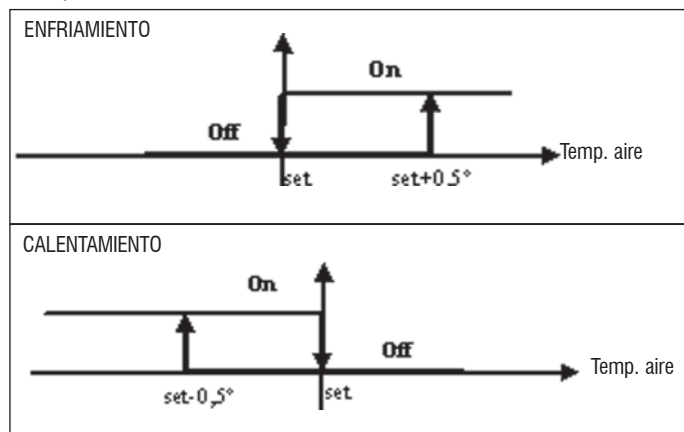 ENFRIAMIENTO
On
Off
Temp. aire
set
set+0.5°
CALENTAMIENTO
On
Off
Temp. aire
set-0,5°
set